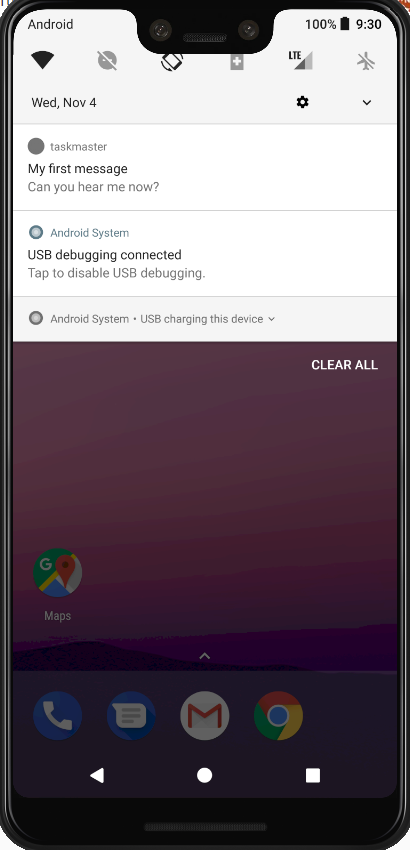 Android 100% 9:30
LTE
Wed, Nov 4
taskmaster
My first message
Can you hear me now?
Android System
USB debugging connected
Tap to disable USB debugging.
Android System • USB charging this device
CLEAR ALL
G
Maps